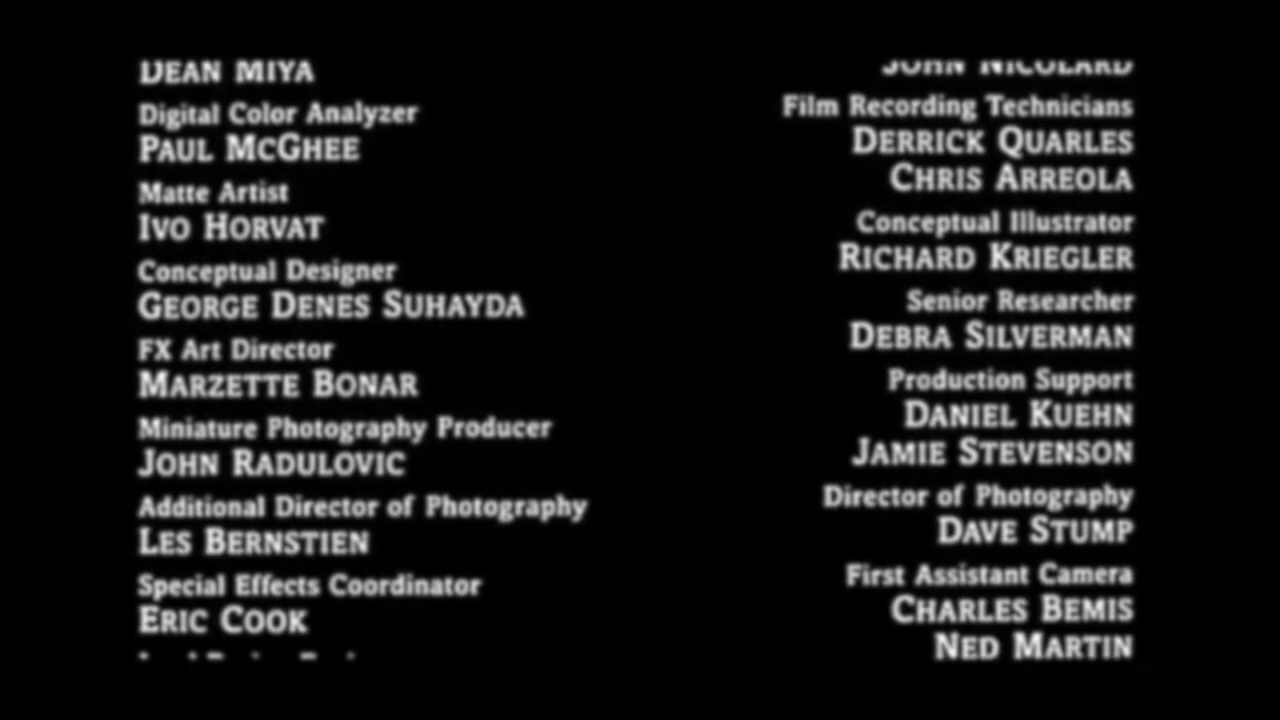 DEAN MIYA
Digital Color Analyzer
PAUL MCGHEE
Matte Artist
IVO HORVAT
Conceptual Designer
GEORGE DENES SUHAYDA
FX Art Director
MARZETTE BONAR
Miniature Photography Producer
JOHN RADULOVIC
Additional Director of Photography
LES BERNSTIEN
Special Effects Coordinator
ERIC COOK
JOHN NICOLARD
Film Recording Technicians
DERRICK QUARLES
CHRIS ARREOLA
Conceptual Illustrator
RICHARD KRIEGLER
Senior Researcher
DEBRA SILVERMAN
Production Support
DANIEL KUEHN
JAMIE STEVENSON
Director of Photography
DAVE STUMP
First Assistant Camera
CHARLES BEMIS
NED MARTIN